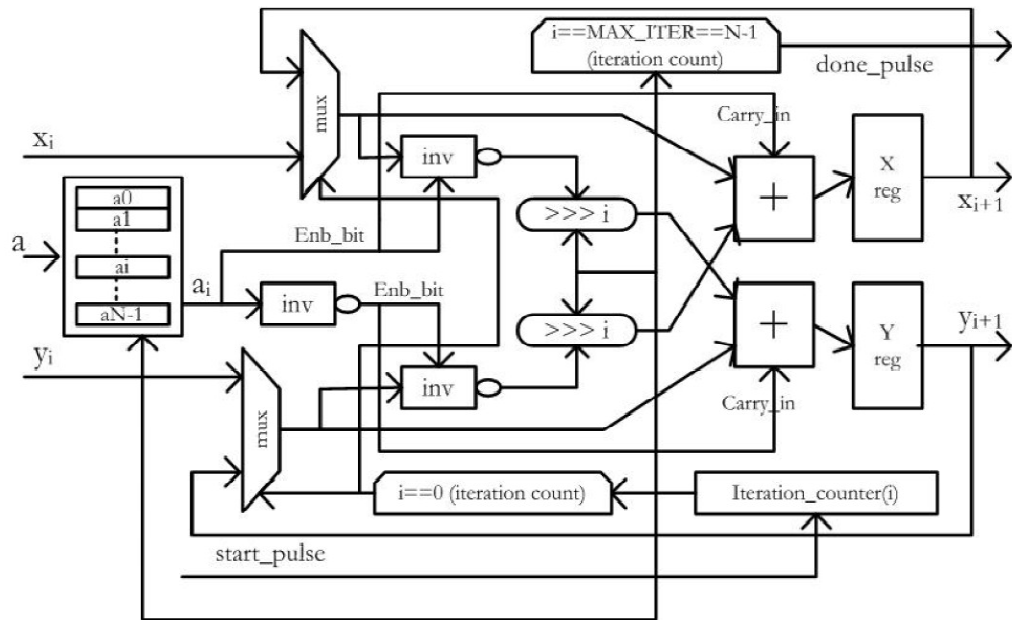 i==MAX_ITER==N-1
(iteration count)
done_pulse
mux
Carry_in
xi
inv
+
X
reg
xi+1
a0
a1
a
ai
aN-1
>>> i
Enb_bit
ai
inv
Enb_bit
>>> i
+
Y
reg
yi+1
yi
inv
mux
Carry_in
i==0 (iteration count)
Iteration_counter(i)
start_pulse